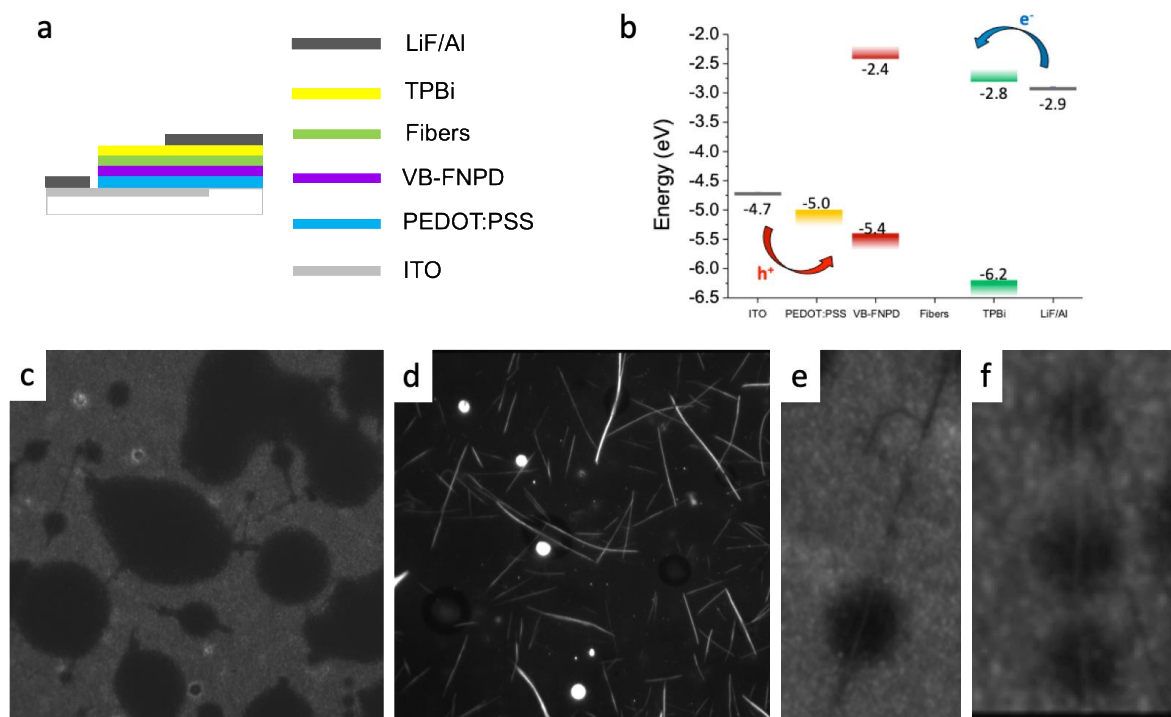 a
LiF/Al
TPBi
Fibers
VB-FNPD
PEDOT:PSS
ITO
b
Energy (eV)
-2.0
-2.5
-3.0
-3.5
-4.0
-4.5
-5.0
-5.5
-6.0
-6.5
e-
-2.4
-2.8
-2.9
-4.7
-5.0
-5.4
-6.2
h+
ITO PEDOT:PSS VB-FNPD Fibers TPBi LiF/Al
c
d
e
f